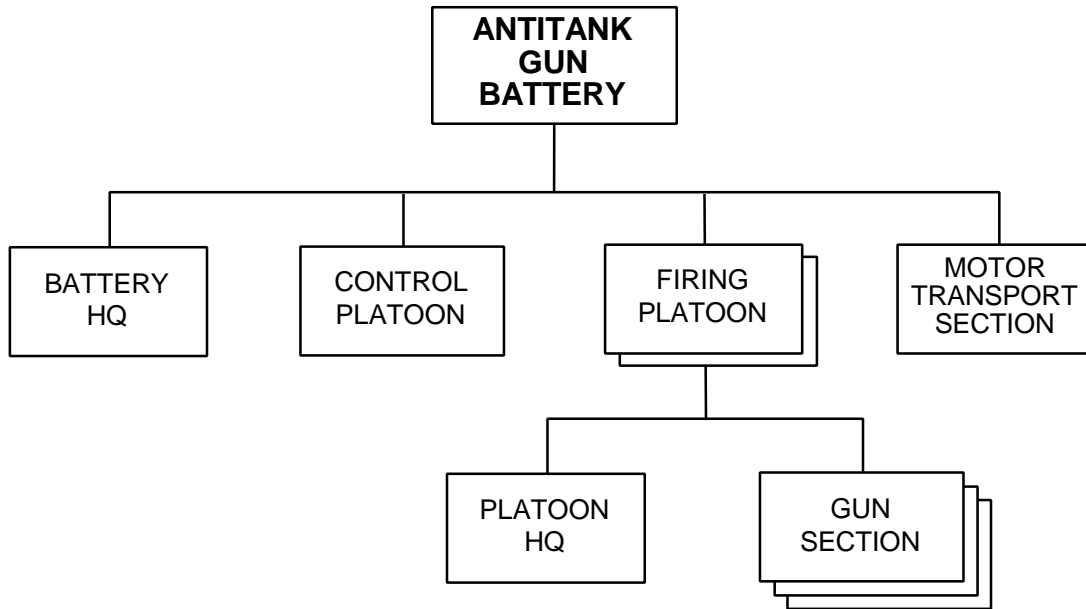 ANTITANK
GUN
BATTERY
BATTERY
HQ
CONTROL
PLATOON
FIRING
PLATOON
MOTOR
TRANSPORT
SECTION
PLATOON
HQ
GUN
SECTION